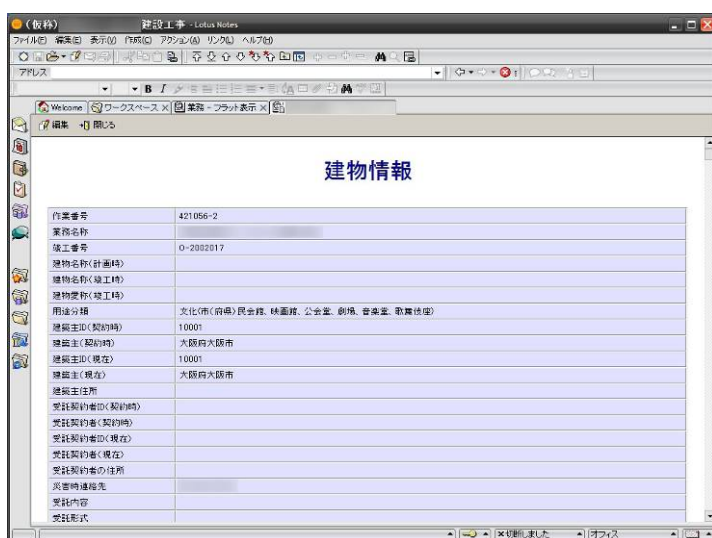 (仮称) 建設工事 - Lotus Notes
ファイル(F) 編集(E) 表示(V) 作成(C) アクション(A) リンク(L) ヘルプ(H)
アドレス
B I
Welcome ワークスペース × 業務 - フラット表示 ×
編集 閉じる
建物情報
作業番号 421056-2
業務名称
竣工番号 O-2002017
建物名称(計画時)
建物名称(竣工時)
建物愛称(竣工時)
用途分類 文化(市(府県)民会館、映画館、公会堂、劇場、音楽堂、歌舞伎座)
建築主ID(契約時) 10001
建築主(契約時) 大阪府大阪市
建築主ID(現在) 10001
建築主(現在) 大阪府大阪市
建築主住所
受託契約者ID(契約時)
受託契約者(契約時)
受託契約者ID(現在)
受託契約者(現在)
受託契約者の住所
災害時連絡先
受託内容
受託形式
切断しました オフィス